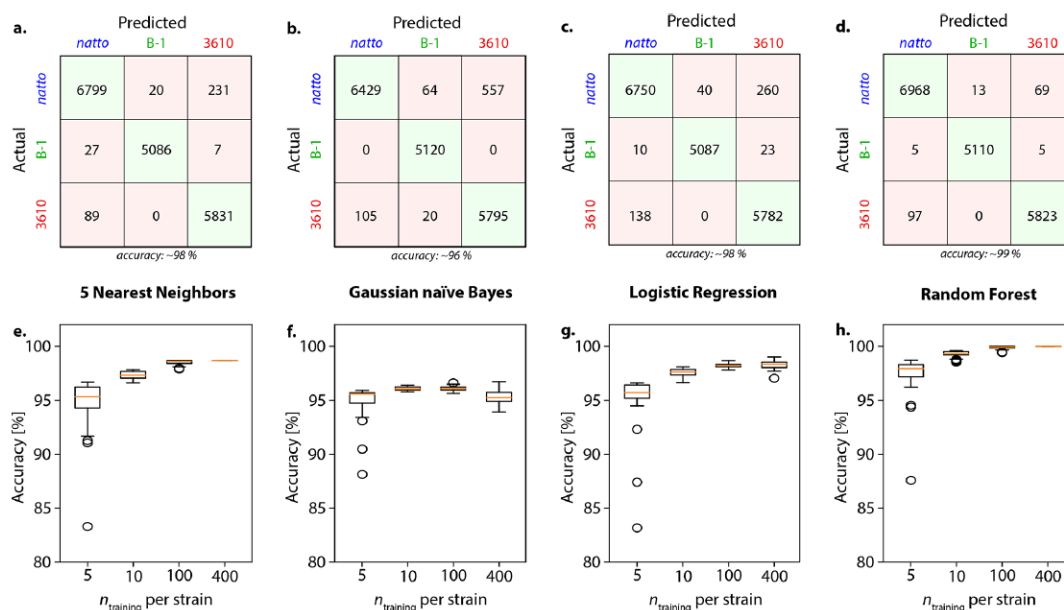 a.
Predicted
natto B-1 3610
Actual
natto 6799 20 231
B-1 27 5086 7
3610 89 0 5831
accuracy: ~98 %
b.
Predicted
natto B-1 3610
Actual
natto 6429 64 557
B-1 0 5120 0
3610 105 20 5795
accuracy: ~96 %
c.
Predicted
natto B-1 3610
Actual
natto 6750 40 260
B-1 10 5087 23
3610 138 0 5782
accuracy: ~98 %
d.
Predicted
natto B-1 3610
Actual
natto 6968 13 69
B-1 5 5110 5
3610 97 0 5823
accuracy: ~99 %
5 Nearest Neighbors
Gaussian naïve Bayes
Logistic Regression
Random Forest
e.
Accuracy [%]
100
95
90
85
80
5 10 100 400
n training per strain
f.
Accuracy [%]
100
95
90
85
80
5 10 100 400
n training per strain
g.
Accuracy [%]
100
95
90
85
80
5 10 100 400
n training per strain
h.
Accuracy [%]
100
95
90
85
80
5 10 100 400
n training per strain